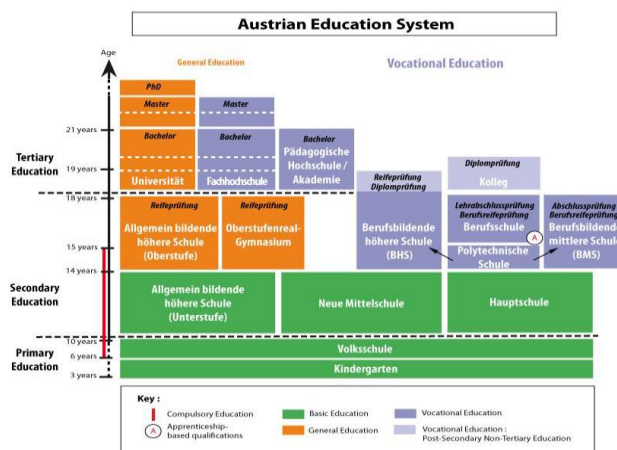 Austrian Education System
Age
General Education
Vocational Education
PhD
Master
Master
21 years
Bachelor
Bachelor
Bachelor
Pädagogische
Hochschule /
Akademie
Tertiary
Education
19 years
Universität
Fachhochschule
Reifeprüfung
Diplomprüfung
Diplomprüfung
Kolleg
18 years
Reifeprüfung
Allgemein bildende
höhere Schule
(Oberstufe)
Reifeprüfung
Oberstufenreal-
Gymnasium
Berufsbildende
höhere Schule
(BHS)
Lehrabschlussprüfung
Berufsreifeprüfung
Berufsschule
A
Polytechnische
Schule
Abschlussprüfung
Berufsreifeprüfung
Berufsbildende
mittlere Schule
(BMS)
15 years
14 years
Secondary
Education
Allgemein bildende
höhere Schule
(Unterstufe)
Neue Mittelschule
Hauptschule
10 years
Volksschule
Primary
Education
6 years
Kindergarten
3 years
Key :
Compulsory Education
Basic Education
Vocational Education
A
Apprenticeship-
based qualifications
General Education
Vocational Education :
Post-Secondary Non-Tertiary Education